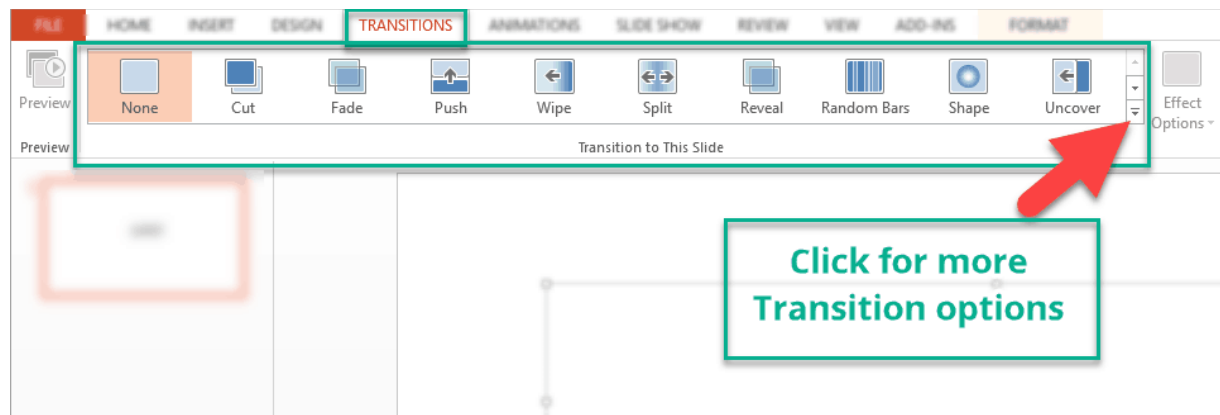 FILE HOME INSERT DESIGN TRANSITIONS ANIMATIONS SLIDE SHOW REVIEW VIEW ADD-INS FORMAT
Preview None Cut Fade Push Wipe Split Reveal Random Bars Shape Uncover Effect
Options
Preview Transition to This Slide
Click for more
Transition options